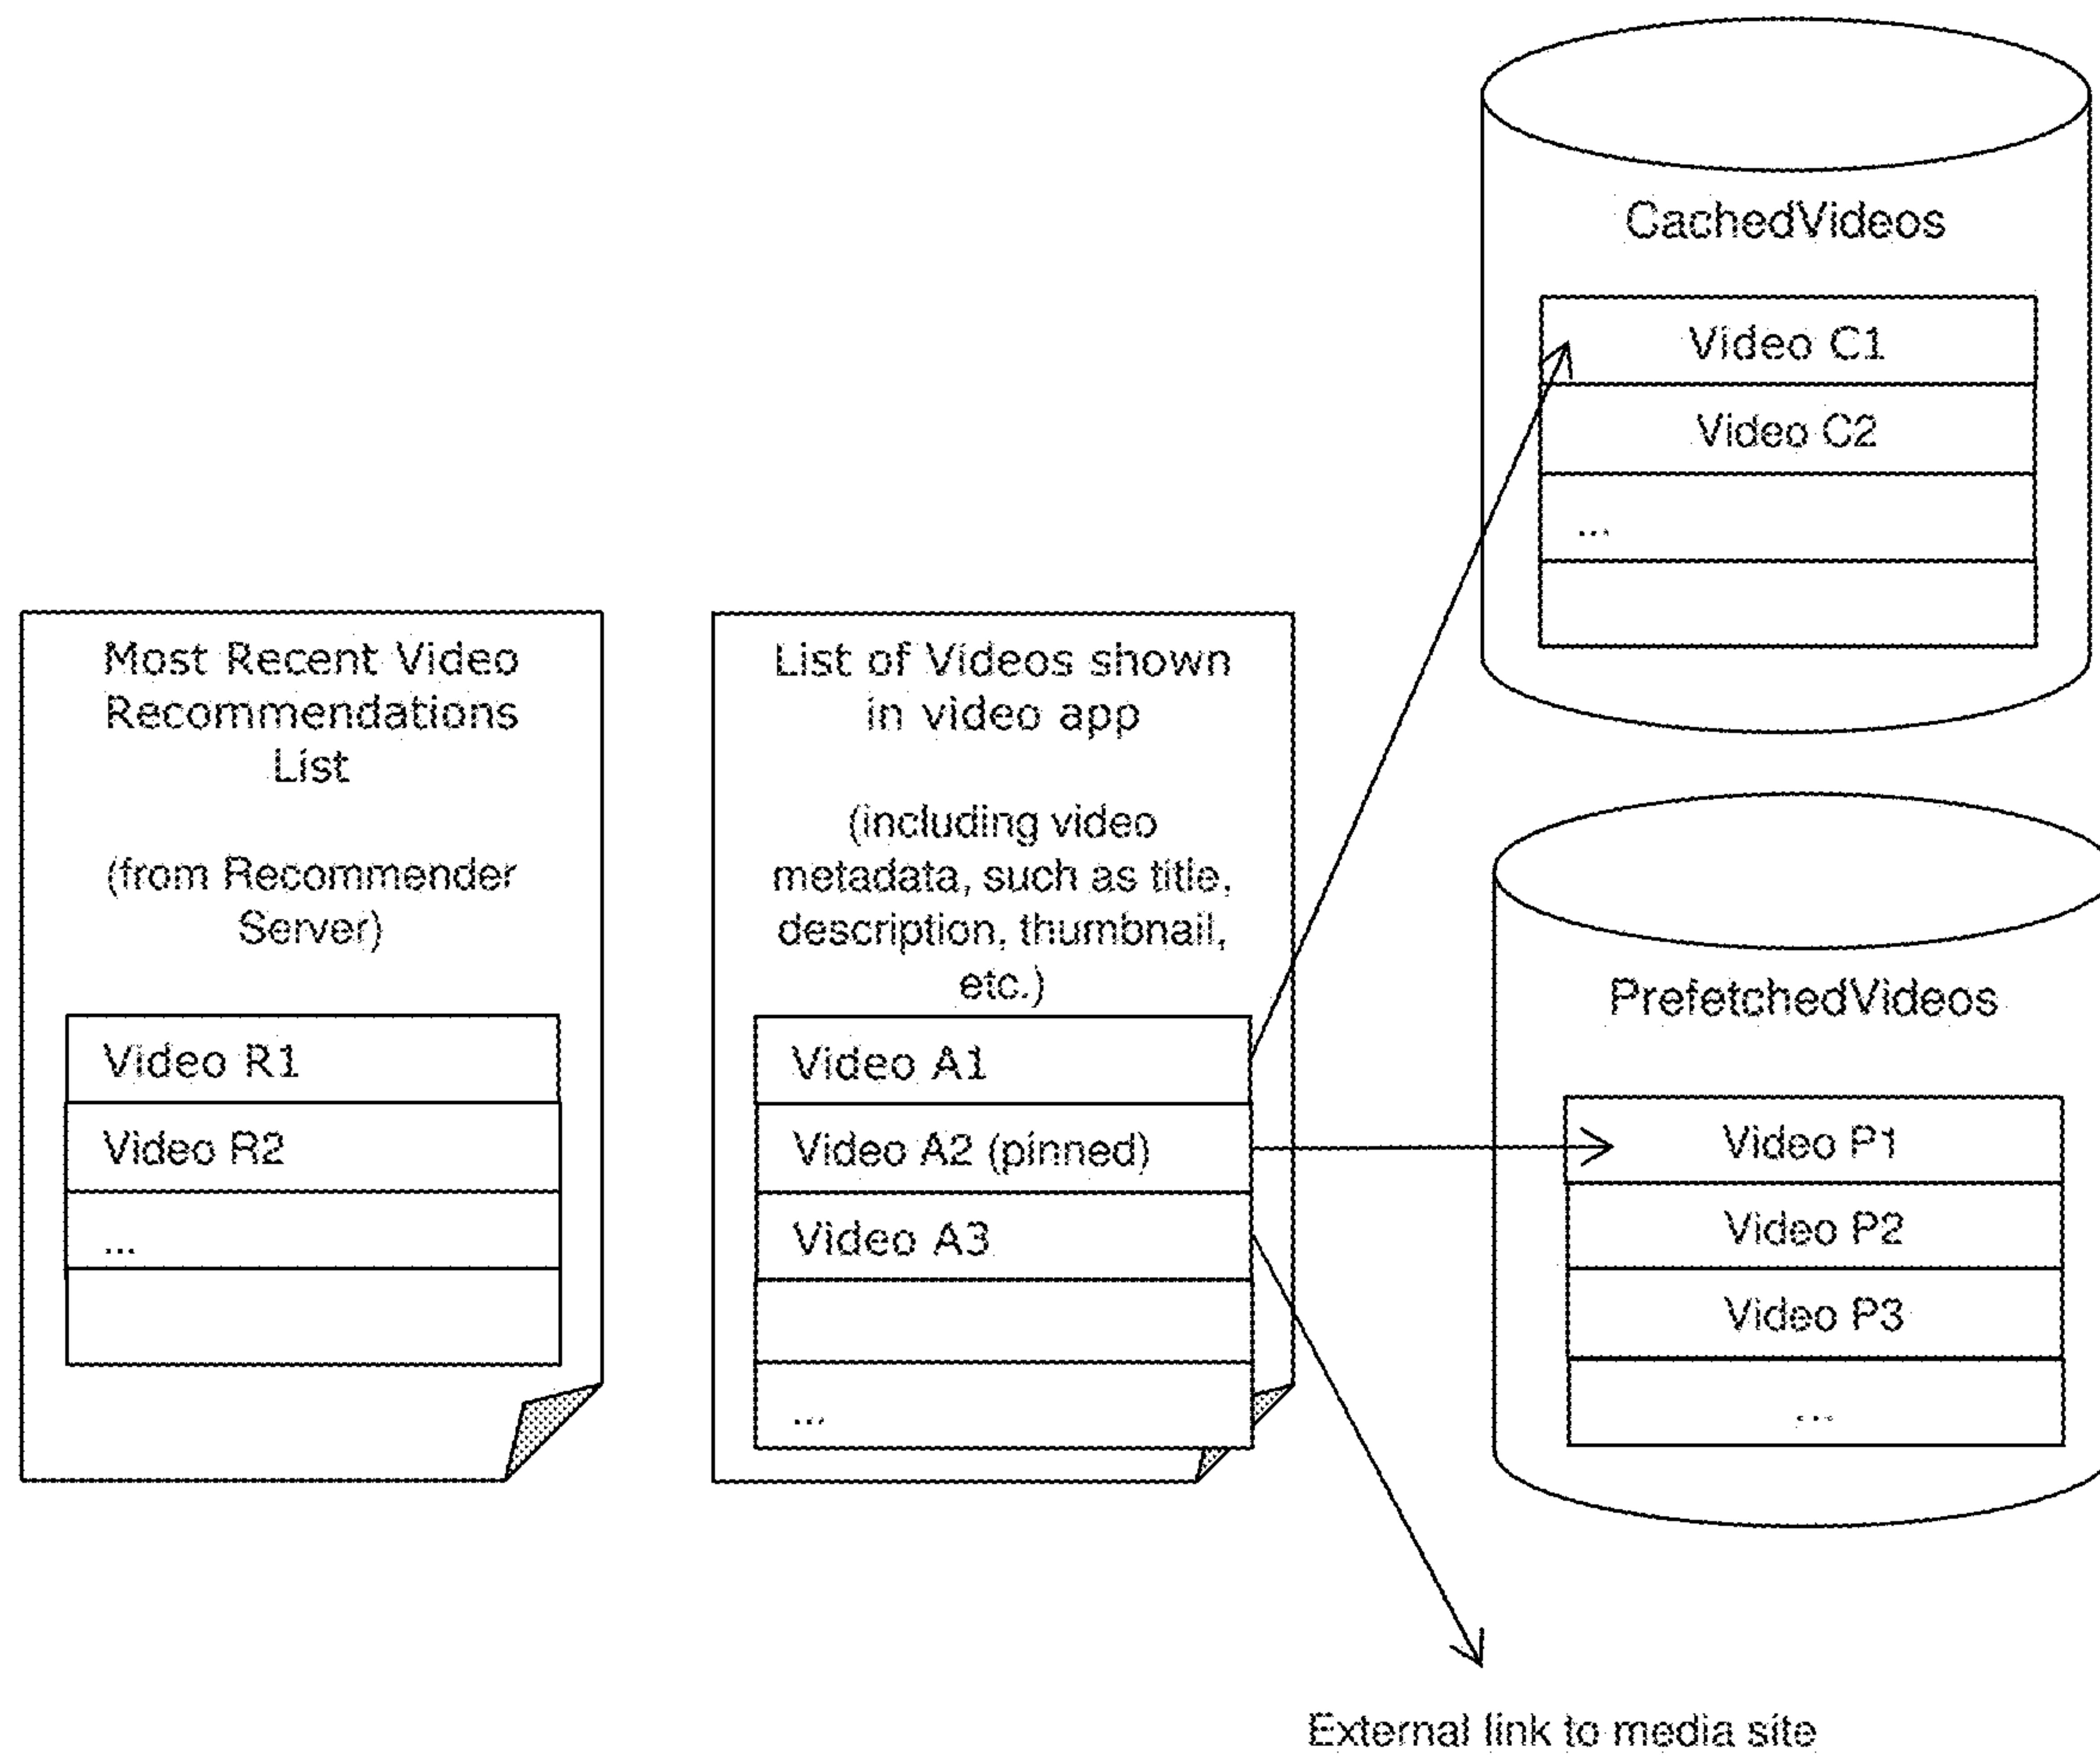 Most Recent Video
Recommendations
List
(from Recommender
Server)
Video R1
Video R2
...
List of Videos shown
in video app
(including video
metadata, such as title,
description, thumbnail,
etc.)
Video A1
Video A2 (pinned)
Video A3
...
CachedVideos
Video C1
Video C2
...
PrefetchedVideos
Video P1
Video P2
Video P3
...
External link to media site